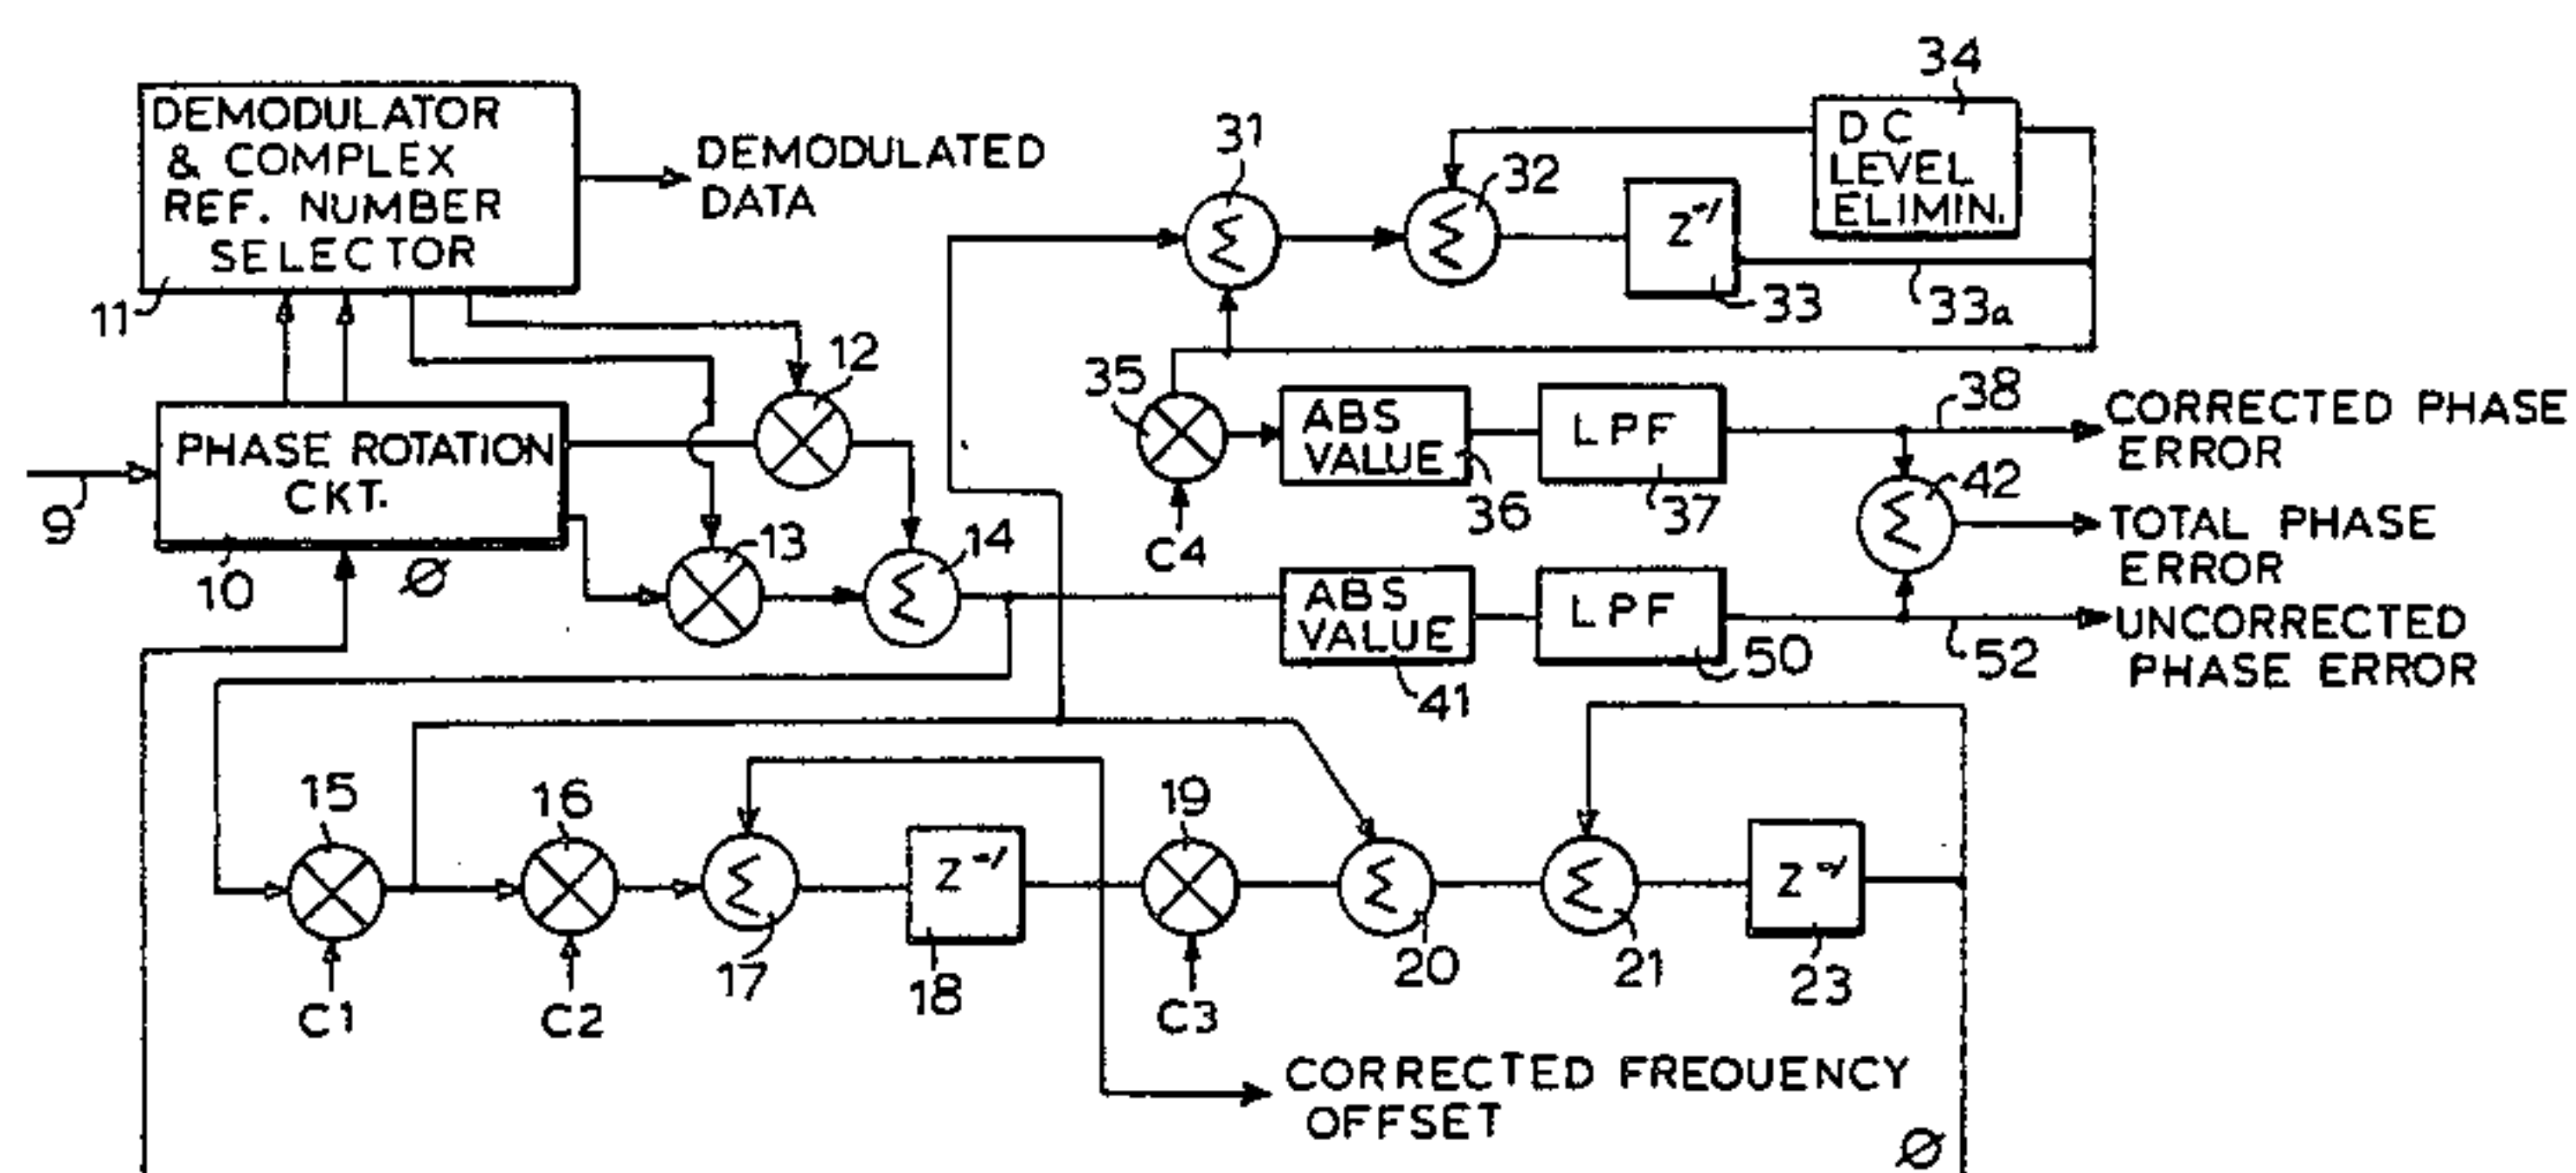 DEMODULATOR
& COMPLEX
REF. NUMBER
SELECTOR
11
DEMODULATED
DATA
31
32
34
DC
LEVEL
ELIMIN.
Σ
Σ
Z⁻¹
33
33a
12
35
ABS
VALUE
36
LPF
37
38
CORRECTED PHASE
ERROR
PHASE ROTATION
CKT.
9
10
Ø
13
14
Σ
C4
42
Σ
TOTAL PHASE
ERROR
ABS
VALUE
41
LPF
50
52
UNCORRECTED
PHASE ERROR
15
16
Σ
17
Z⁻¹
18
19
Σ
20
Σ
21
Z⁻¹
23
C1
C2
C3
CORRECTED FREQUENCY
OFFSET
Ø